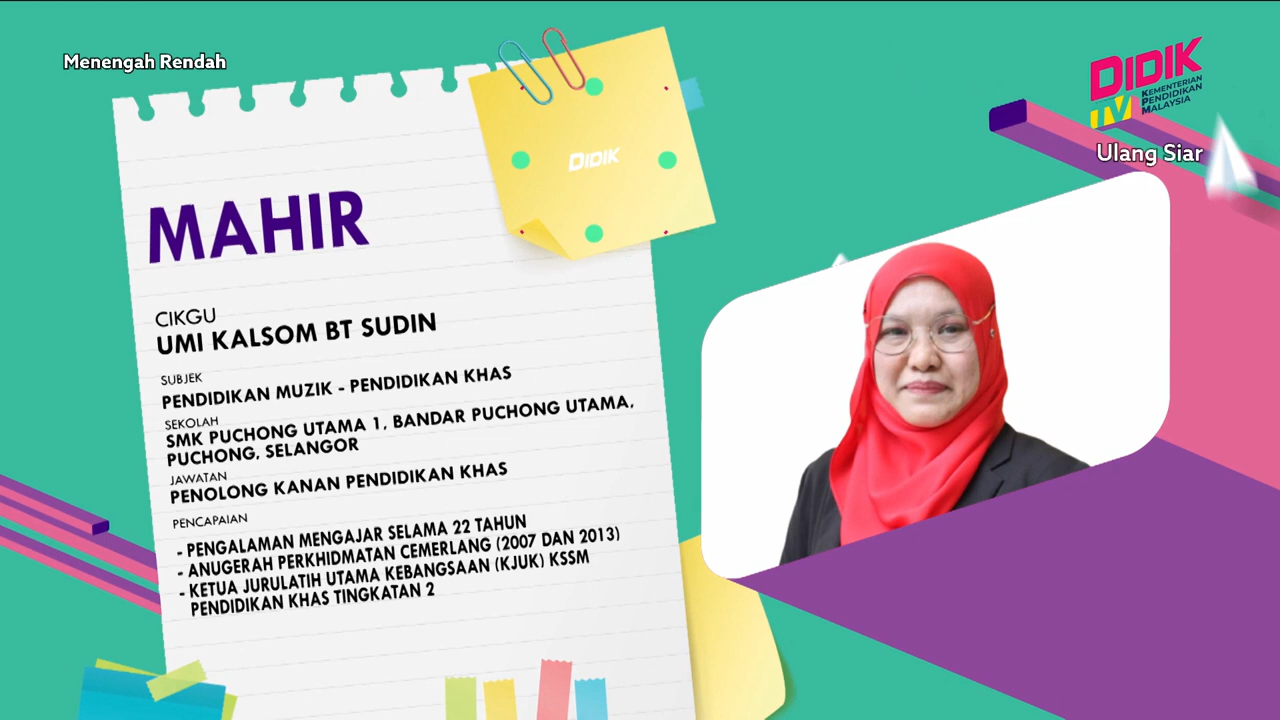 Menengah Rendah
DIDIK
TV
KEMENTERIAN
PENDIDIKAN
MALAYSIA
Ulang Siar
DIDIK
MAHIR
CIKGU
UMI KALSOM BT SUDIN
SUBJEK
PENDIDIKAN MUZIK - PENDIDIKAN KHAS
SEKOLAH
SMK PUCHONG UTAMA 1, BANDAR PUCHONG UTAMA,
PUCHONG, SELANGOR
JAWATAN
PENOLONG KANAN PENDIDIKAN KHAS
PENCAPAIAN
- PENGALAMAN MENGAJAR SELAMA 22 TAHUN
- ANUGERAH PERKHIDMATAN CEMERLANG (2007 DAN 2013)
- KETUA JURULATIH UTAMA KEBANGSAAN (KJUK) KSSM
PENDIDIKAN KHAS TINGKATAN 2